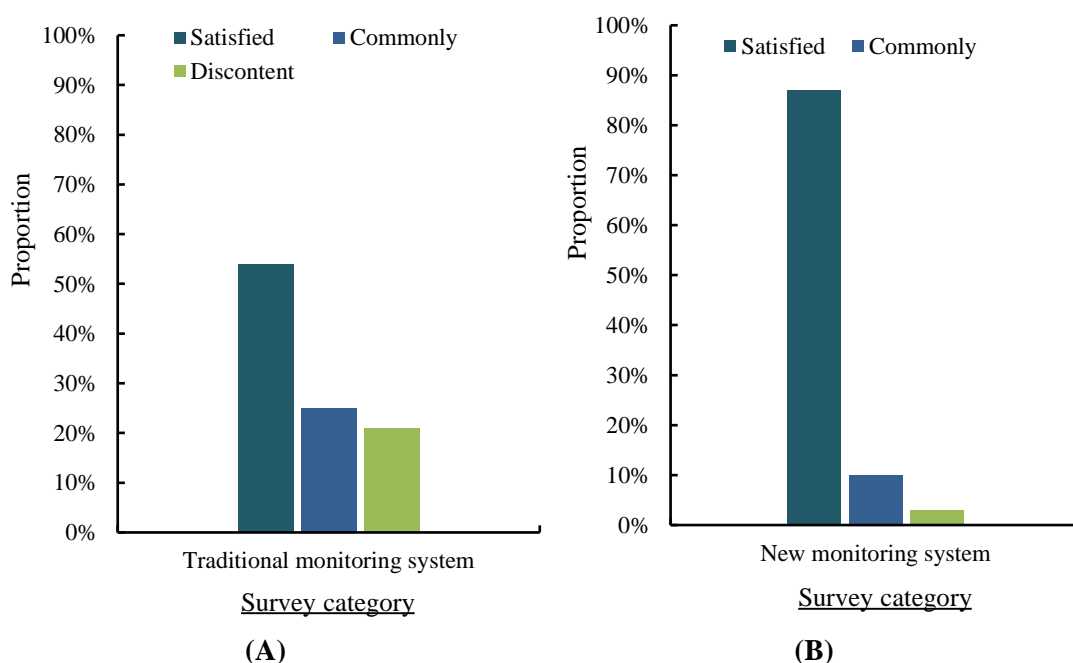 100%
90%
80%
70%
60%
50%
40%
30%
20%
10%
0%
Proportion
Satisfied Commonly
Discontent
Traditional monitoring system
Survey category
(A)
100%
90%
80%
70%
60%
50%
40%
30%
20%
10%
0%
Proportion
Satisfied Commonly
New monitoring system
Survey category
(B)